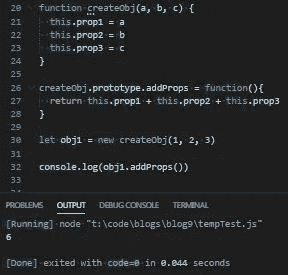 20 function createObj(a, b, c) {
21 this.prop1 = a
22 this.prop2 = b
23 this.prop3 = c
24 }
25
26 createObj.prototype.addProps = function(){
27 return this.prop1 + this.prop2 + this.prop3
28 }
29
30 let obj1 = new createObj(1, 2, 3)
31
32 console.log(obj1.addProps())
33
PROBLEMS OUTPUT DEBUG CONSOLE TERMINAL
[Running] node "t:\code\blogs\blog9\tempTest.js"
6
[Done] exited with code=0 in 0.044 seconds